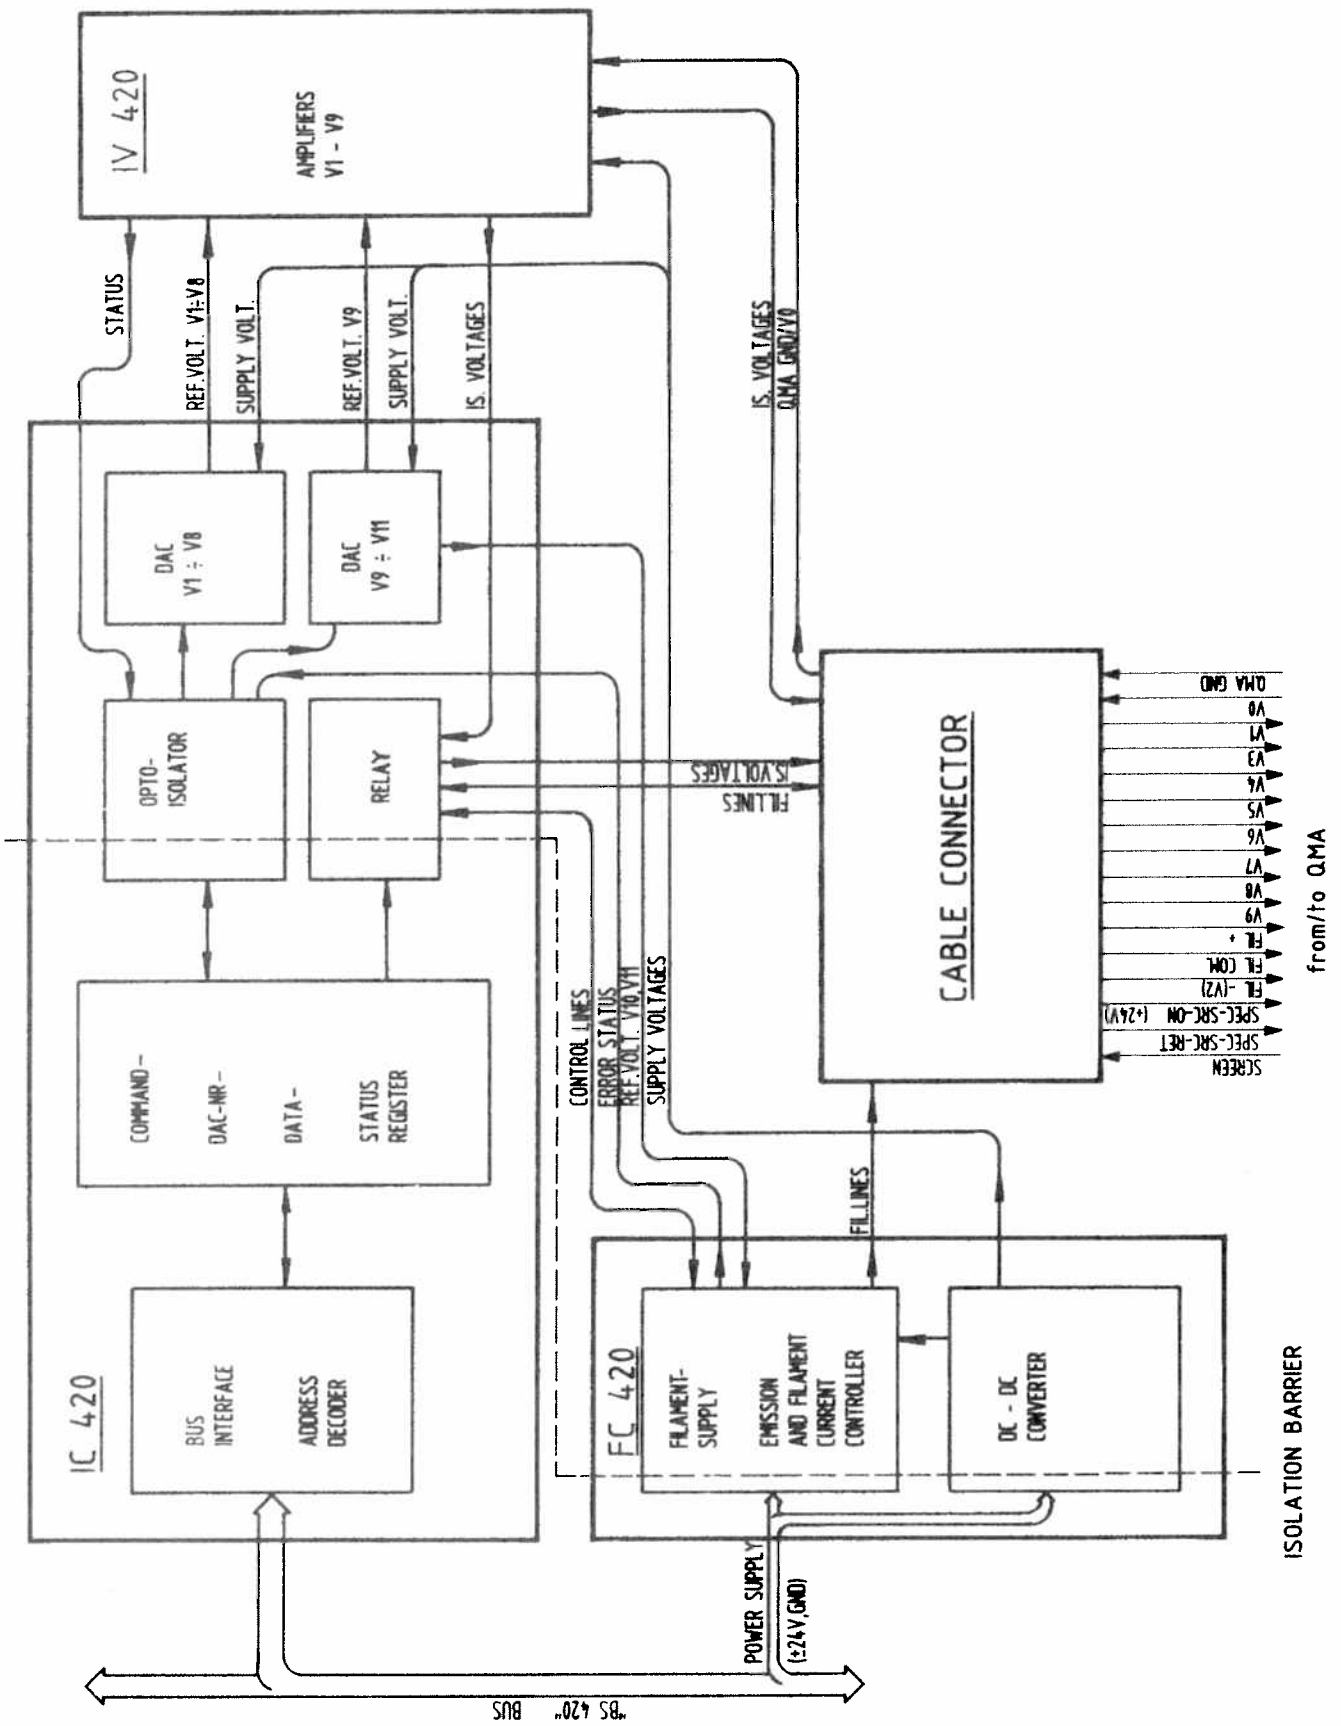 IC 420
BUS
INTERFACE
ADDRESS
DECODER
COMMAND-
DAC-NR-
DATA-
STATUS
REGISTER
OPTO-
ISOLATOR
RELAY
DAC
V1 ÷ V8
DAC
V9 ÷ V11
STATUS
REF.VOLT. V1÷V8
SUPPLY VOLT.
REF.VOLT. V9
SUPPLY VOLT.
IS. VOLTAGES
IV 420
AMPLIFIERS
V1 - V9
"BS 420" BUS
POWER SUPPLY
(±24V,GND)
FC 420
FILAMENT-
SUPPLY
EMISSION
AND FILAMENT
CURRENT
CONTROLLER
DC - DC
CONVERTER
CONTROL LINES
ERROR STATUS
REF.VOLT. V10,V11
SUPPLY VOLTAGES
FIL.LINES
IS.VOLTAGES
FIL.LINES
IS. VOLTAGES
QMA GND/V0
CABLE CONNECTOR
QMA GND
V0
V1
V3
V4
V5
V6
V7
V8
V9
FIL +
FIL COM.
FIL -(V2)
SPEC-SRC-ON (+24V)
SPEC-SRC-RET
SCREEN
from/to QMA
ISOLATION BARRIER